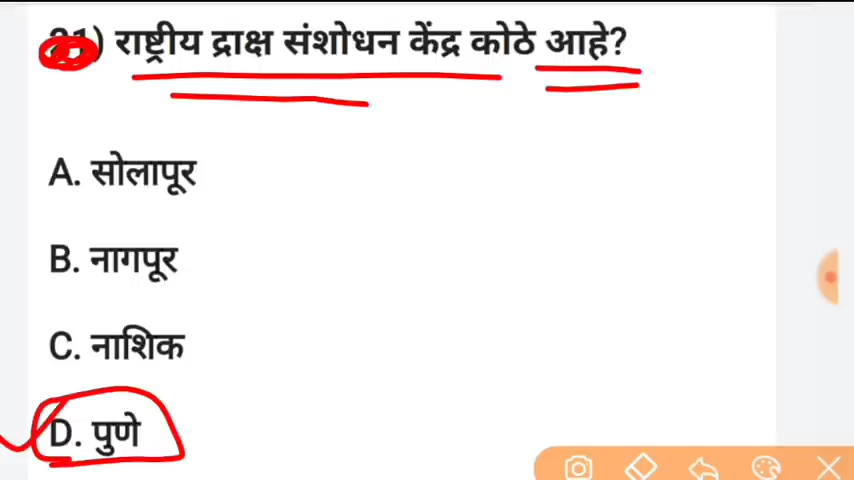 ) राष्ट्रीय द्राक्ष संशोधन केंद्र कोठे आहे?
A. सोलापूर
B. नागपूर
C. नाशिक
D. पुणे